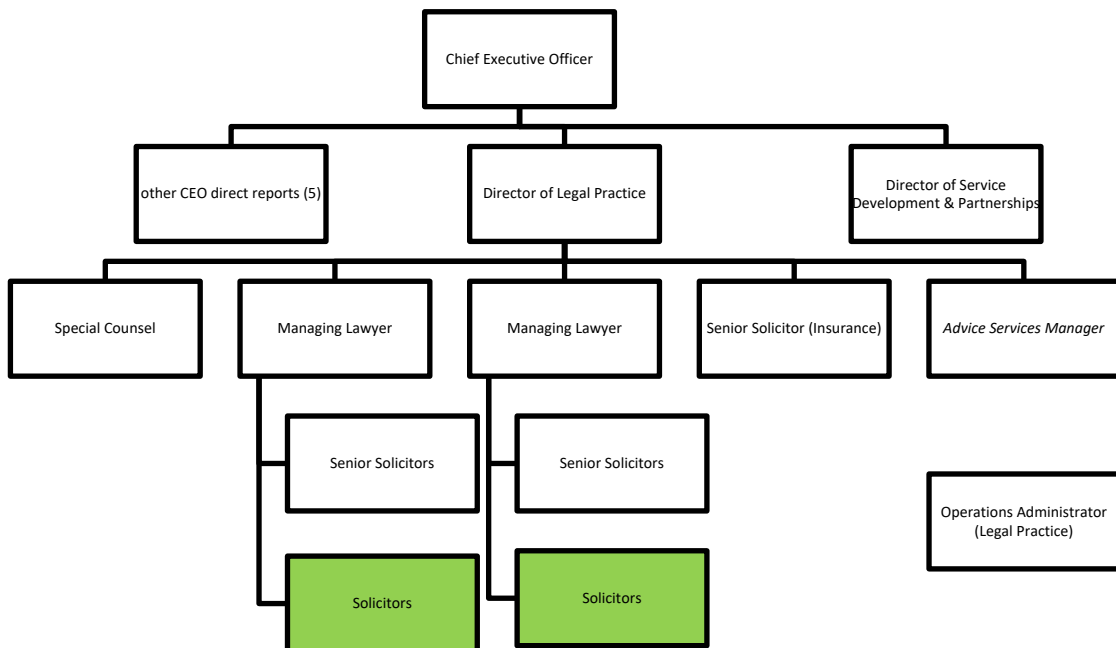 Chief Executive Officer
other CEO direct reports (5)
Director of Legal Practice
Director of Service
Development & Partnerships
Special Counsel
Managing Lawyer
Managing Lawyer
Senior Solicitor (Insurance)
Advice Services Manager
Senior Solicitors
Senior Solicitors
Operations Administrator
(Legal Practice)
Solicitors
Solicitors